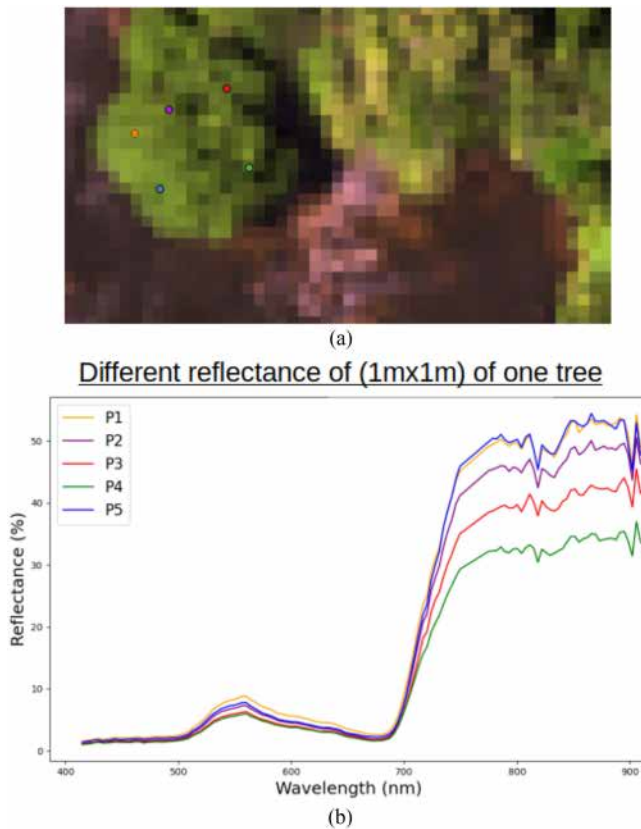 (a)
Different reflectance of (1mx1m) of one tree
P1
P2
P3
P4
P5
50
40
30
20
10
0
Reflectance (%)
400
500
600
700
800
900
Wavelength (nm)
(b)